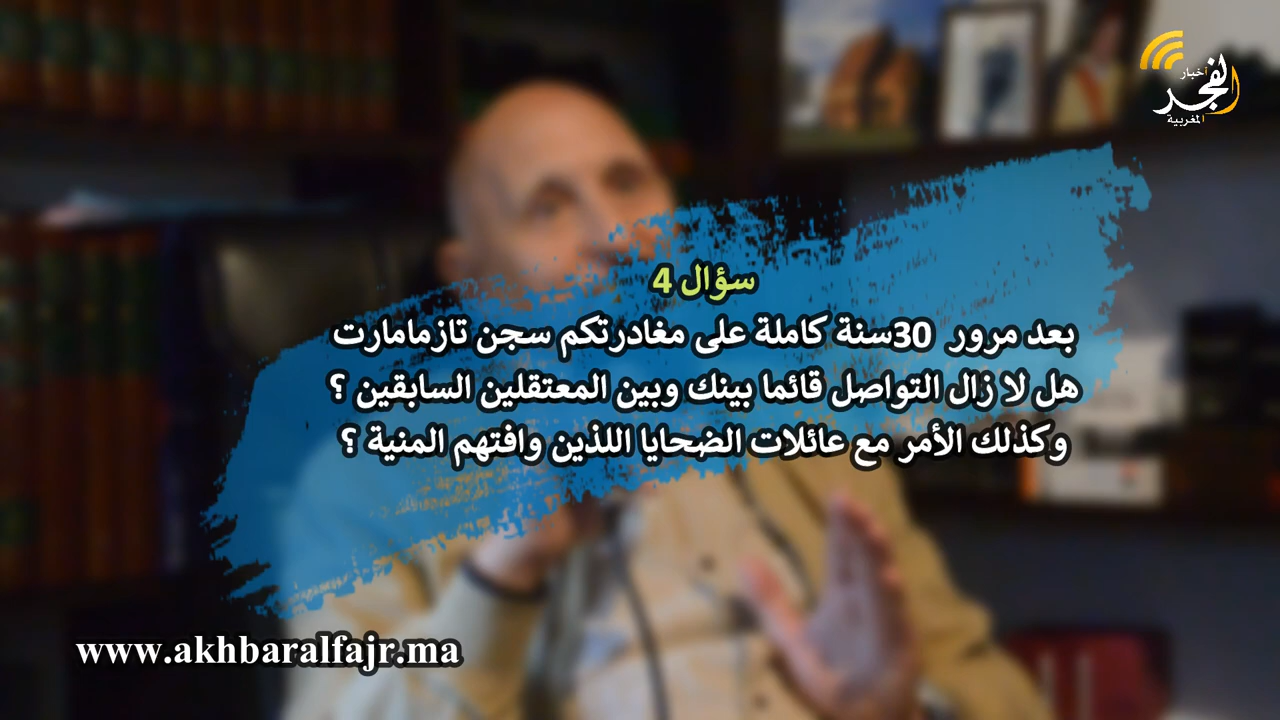 أخبار
الفجر
المغربية
سؤال 4
بعد مرور 30سنة كاملة على مغادرتكم سجن تازمامارت
هل لا زال التواصل قائما بينك وبين المعتقلين السابقين ؟
وكذلك الأمر مع عائلات الضحايا اللذين وافتهم المنية ؟
www.akhbaralfajr.ma